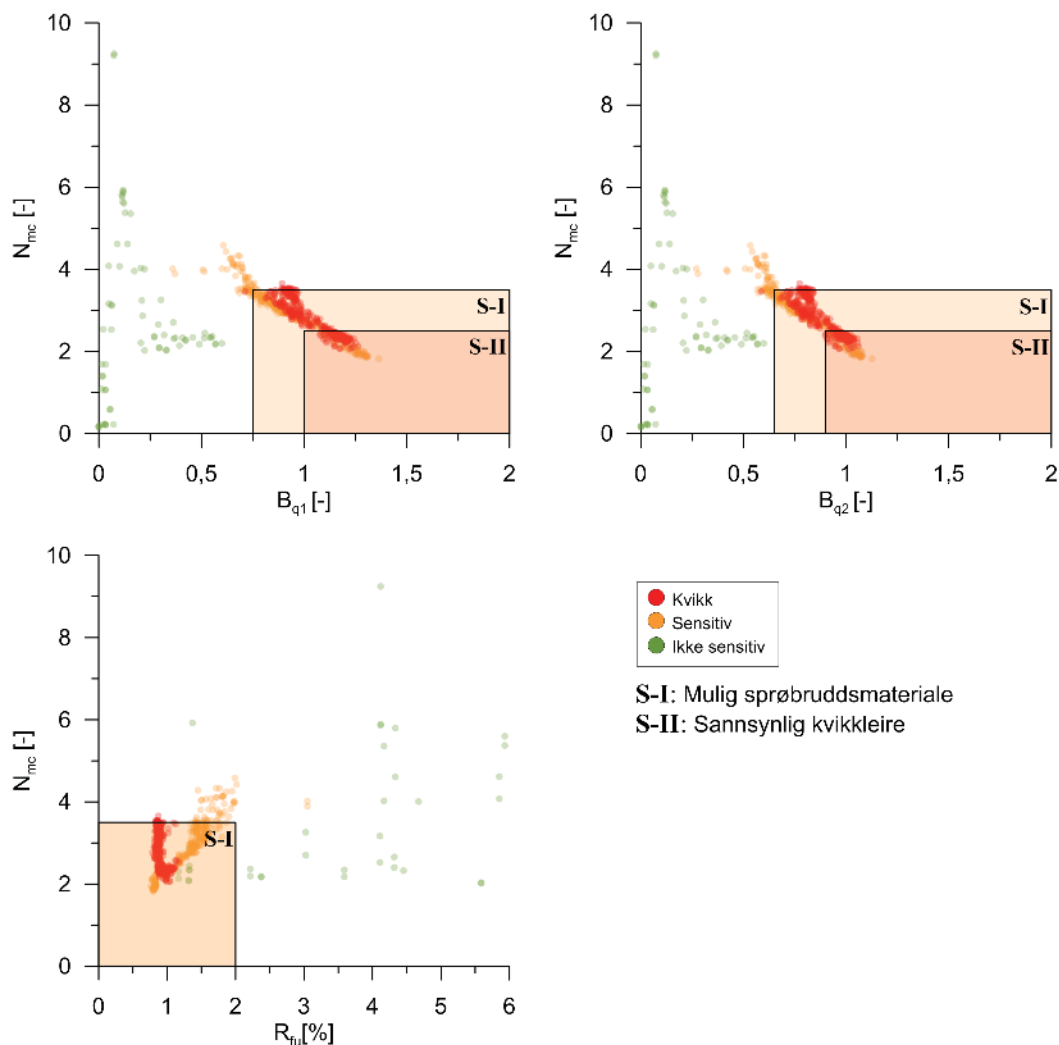 10
8
6
4
2
0
N_mc [-]
S-I
S-II
0
0,5
1
1,5
2
B_q1 [-]
10
8
6
4
2
0
N_mc [-]
S-I
S-II
0
0,5
1
1,5
2
B_q2 [-]
10
8
6
4
2
0
N_mc [-]
S-I
0
1
2
3
4
5
6
R_fu[%]
Kvikk
Sensitiv
Ikke sensitiv
S-I: Mulig sprøbruddsmateriale
S-II: Sannsynlig kvikkleire